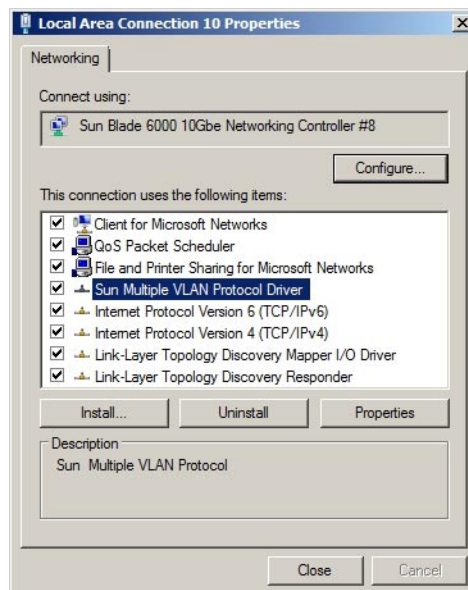 Local Area Connection 10 Properties
Networking
Connect using:
Sun Blade 6000 10Gbe Networking Controller #8
Configure...
This connection uses the following items:
Client for Microsoft Networks
QoS Packet Scheduler
File and Printer Sharing for Microsoft Networks
Sun Multiple VLAN Protocol Driver
Internet Protocol Version 6 (TCP/IPv6)
Internet Protocol Version 4 (TCP/IPv4)
Link-Layer Topology Discovery Mapper I/O Driver
Link-Layer Topology Discovery Responder
Install... Uninstall Properties
Description
Sun Multiple VLAN Protocol
Close Cancel